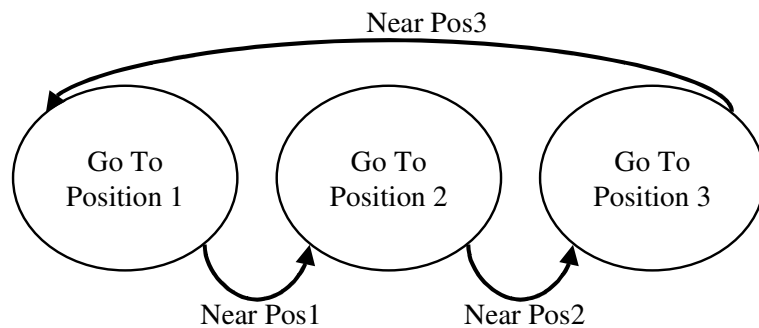 Near Pos3
Go To
Position 1
Go To
Position 2
Go To
Position 3
Near Pos1
Near Pos2